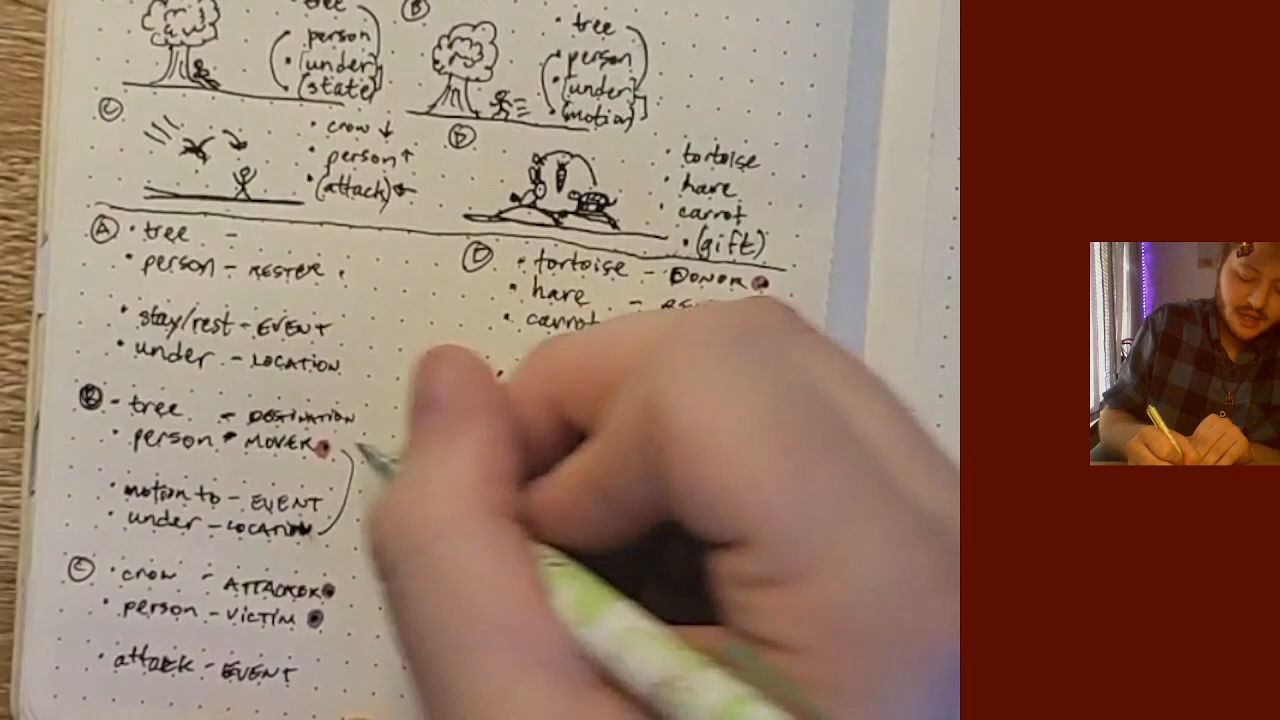 tree
person
(under)
(state)
B
tree
person
(under)
(motion)
C
crow ↓
person ↑
(attack)
D
tortoise
hare
carrot
(gift)
A • tree -
• person - RESTER
• stay/rest - EVENT
• under - LOCATION
B - tree - DESTINATION
• person - MOVER
• motion to - EVENT
• under - LOCATION
C • crow - ATTACKER
• person - VICTIM
• attack - EVENT
D • tortoise - DONOR
• hare -
• carrot